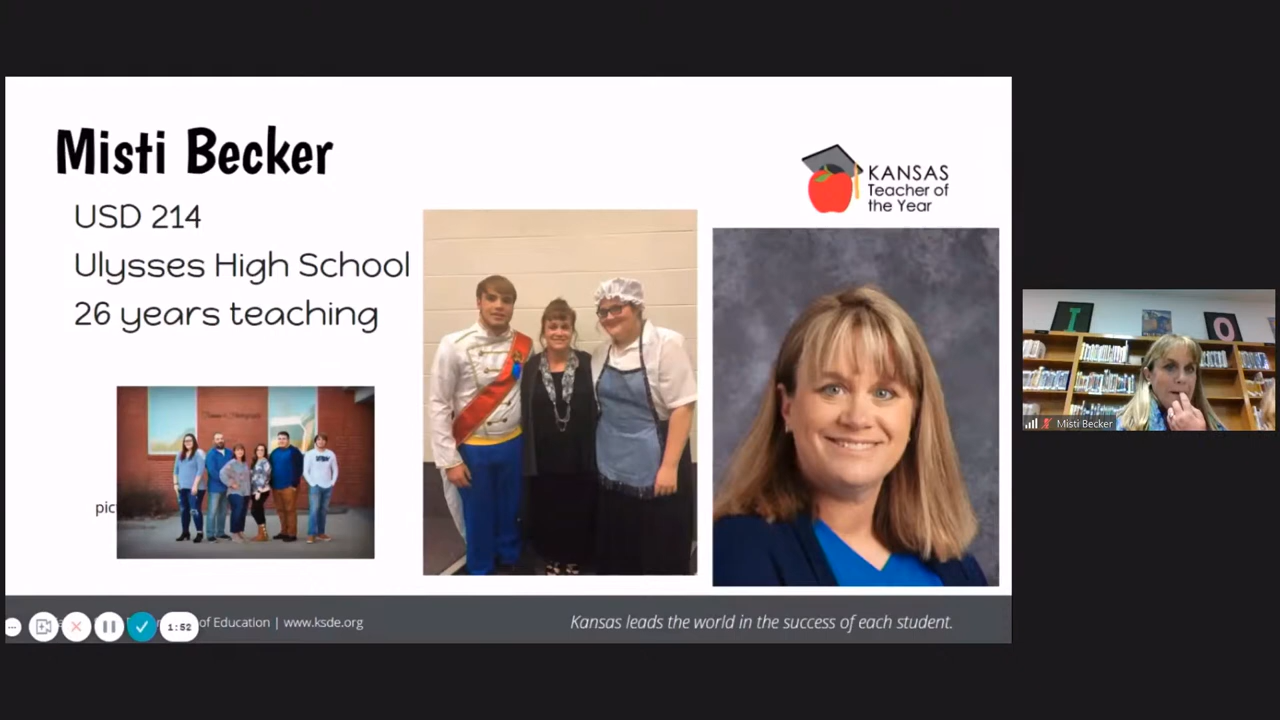 Misti Becker
USD 214
Ulysses High School
26 years teaching
KANSAS
Teacher of
the Year
pic
I
O
Misti Becker
1:52
of Education | www.ksde.org
Kansas leads the world in the success of each student.